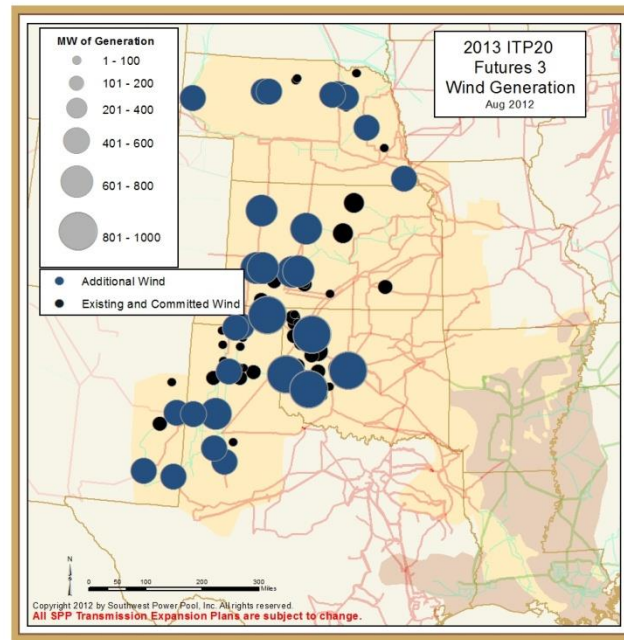 MW of Generation
1 - 100
101 - 200
201 - 400
401 - 600
601 - 800
801 - 1000
Additional Wind
Existing and Committed Wind
2013 ITP20
Futures 3
Wind Generation
Aug 2012
N
0 50 100 200 300
Miles
Copyright 2012 by Southwest Power Pool, Inc. All rights reserved.
All SPP Transmission Expansion Plans are subject to change.